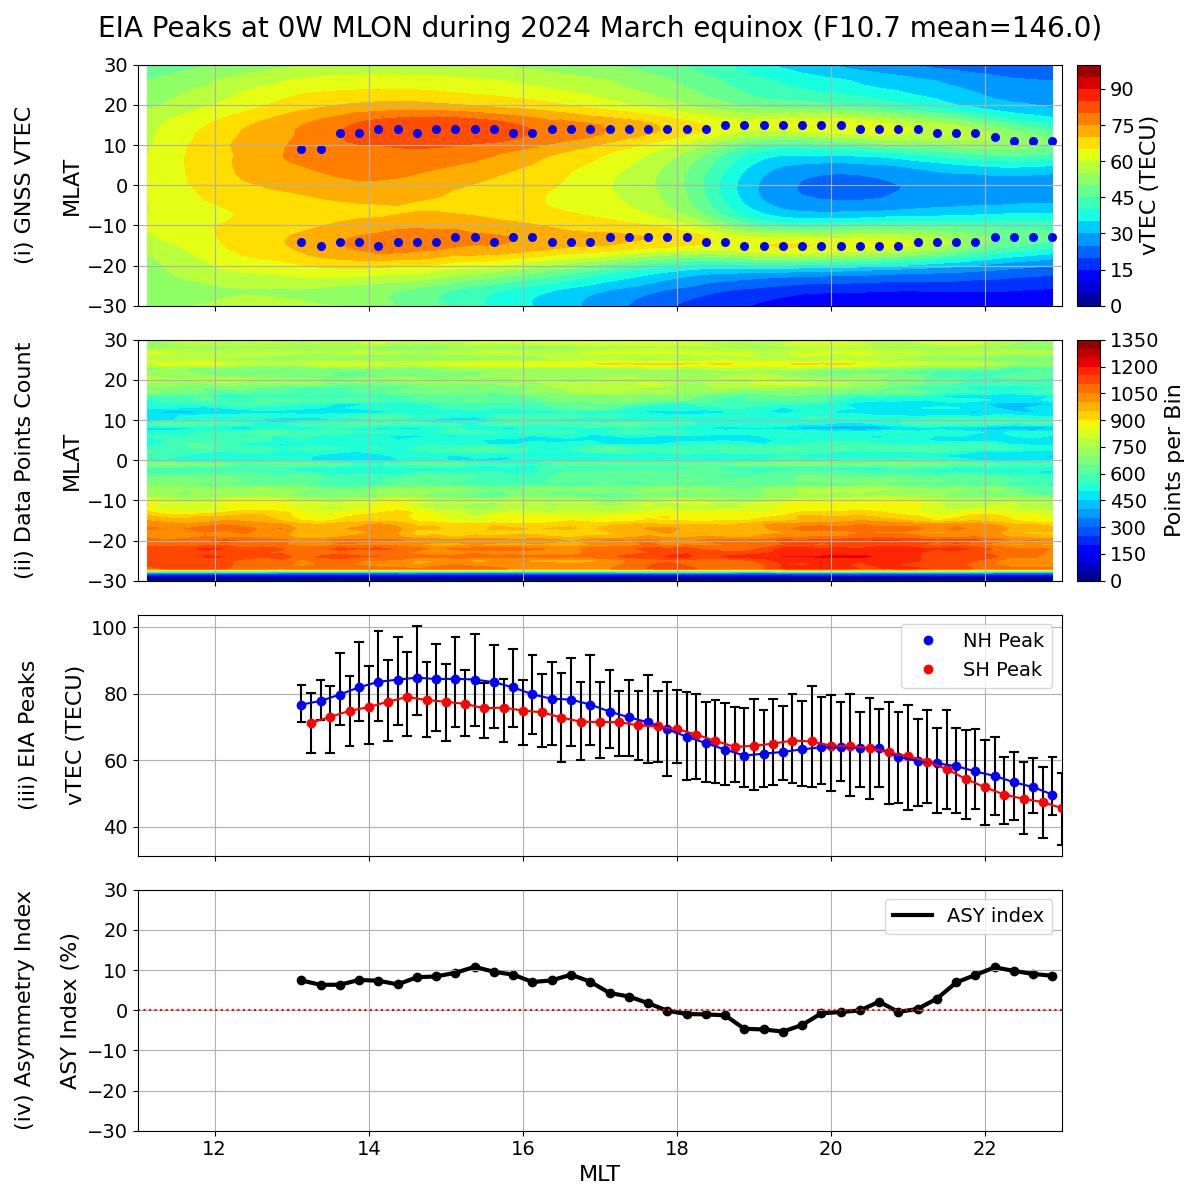 EIA Peaks at 0W MLON during 2024 March equinox (F10.7 mean=146.0)
(i) GNSS VTEC
MLAT
30
20
10
0
−10
−20
−30
90
75
60
45
30
15
0
vTEC (TECU)
(ii) Data Points Count
MLAT
30
20
10
0
−10
−20
−30
1350
1200
1050
900
750
600
450
300
150
0
Points per Bin
(iii) EIA Peaks
vTEC (TECU)
100
80
60
40
NH Peak
SH Peak
(iv) Asymmetry Index
ASY Index (%)
30
20
10
0
−10
−20
−30
ASY index
12 14 16 18 20 22
MLT